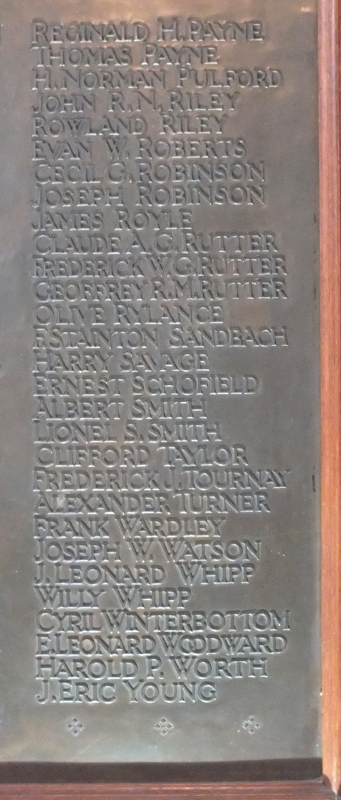 REGINALD H. PAYNE
THOMAS PAYNE
H. NORMAN PULFORD
JOHN R. N. RILEY
ROWLAND RILEY
EVAN W. ROBERTS
CECIL G. ROBINSON
JOSEPH ROBINSON
JAMES ROYLE
CLAUDE A. G. RUTTER
FREDERICK W. G. RUTTER
GEOFFREY R. M. RUTTER
OLIVE RYLANCE
F. STAINTON SANDBACH
HARRY SAVAGE
ERNEST SCHOFIELD
ALBERT SMITH
LIONEL S. SMITH
CLIFFORD TAYLOR
FREDERICK J. TOURNAY
ALEXANDER TURNER
FRANK WARDLEY
JOSEPH W. WATSON
J. LEONARD WHIPP
WILLY WHIPP
CYRIL WINTERBOTTOM
E. LEONARD WOODWARD
HAROLD P. WORTH
J. ERIC YOUNG